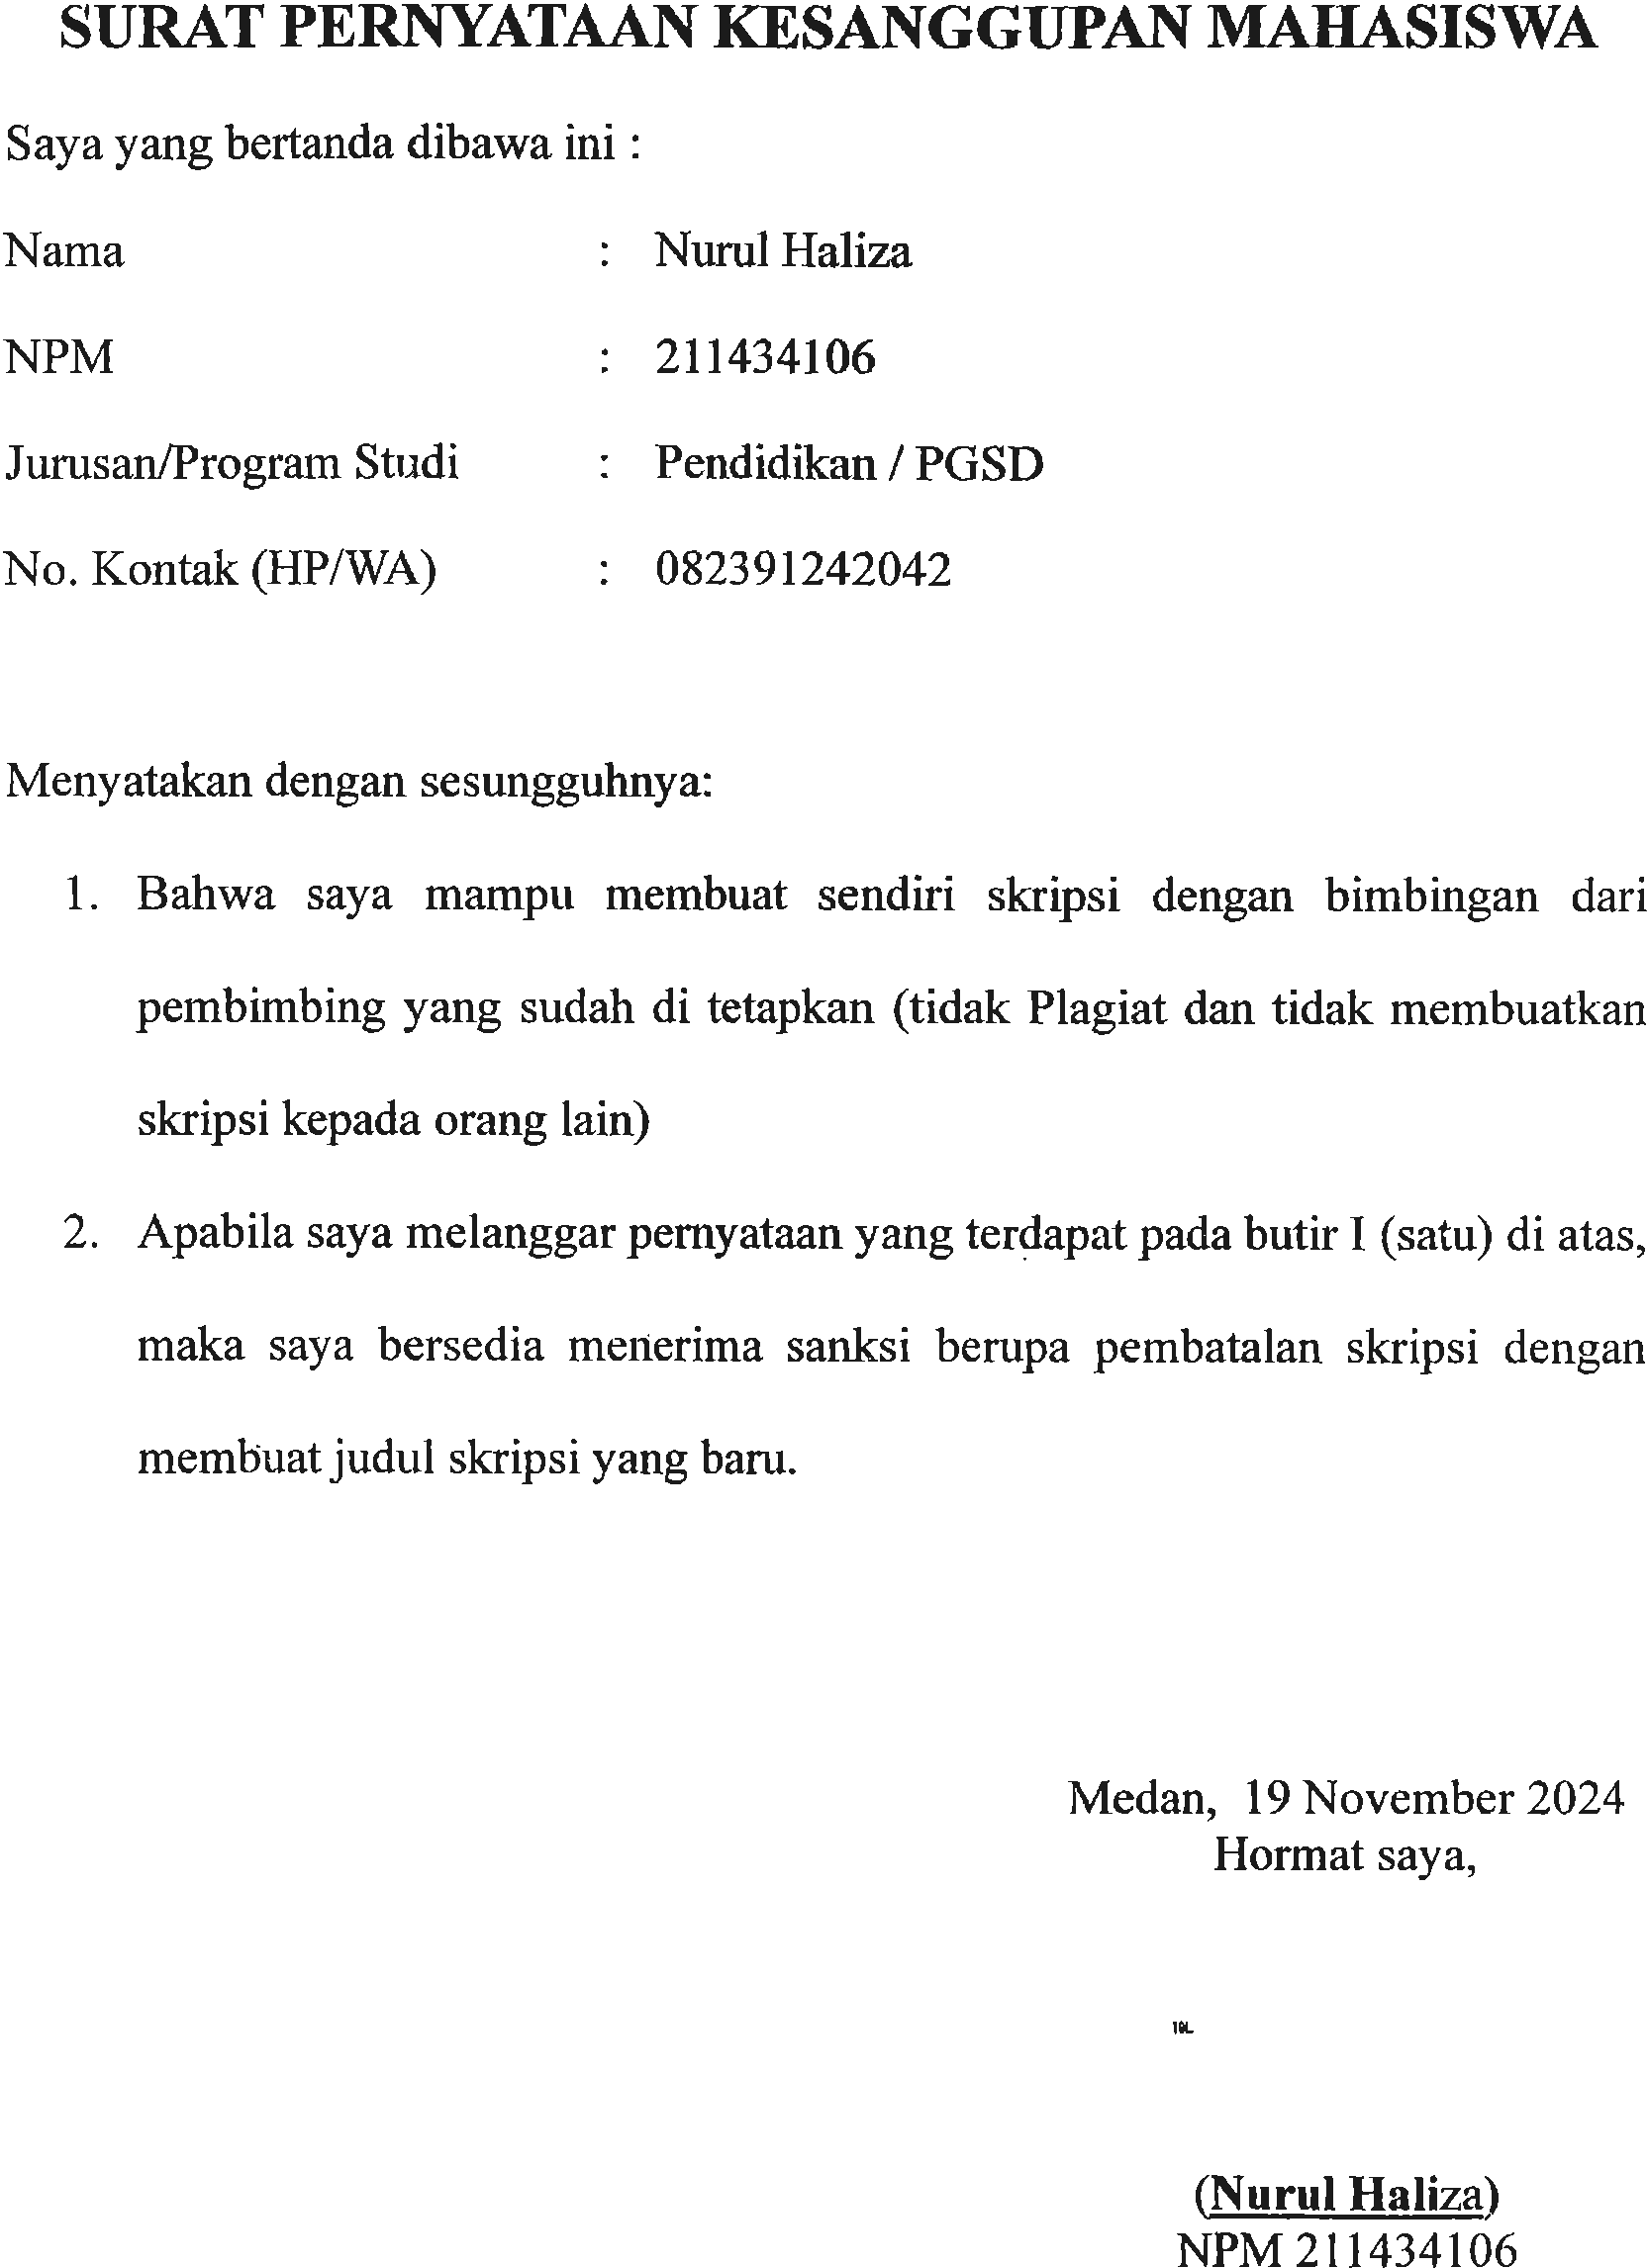 SURAT PERNYATAAN KESANGGUPAN MAHASISWA
Saya yang bertanda dibawa ini :
Nama : Nurul Haliza
NPM : 211434106
Jurusan/Program Studi : Pendidikan / PGSD
No. Kontak (HP/WA) : 082391242042
Menyatakan dengan sesungguhnya:
1. Bahwa saya mampu membuat sendiri skripsi dengan bimbingan dari
pembimbing yang sudah di tetapkan (tidak Plagiat dan tidak membuatkan
skripsi kepada orang lain)
2. Apabila saya melanggar pernyataan yang terdapat pada butir I (satu) di atas,
maka saya bersedia menerima sanksi berupa pembatalan skripsi dengan
membuat judul skripsi yang baru.
Medan, 19 November 2024
Hormat saya,
(Nurul Haliza)
NPM 211434106